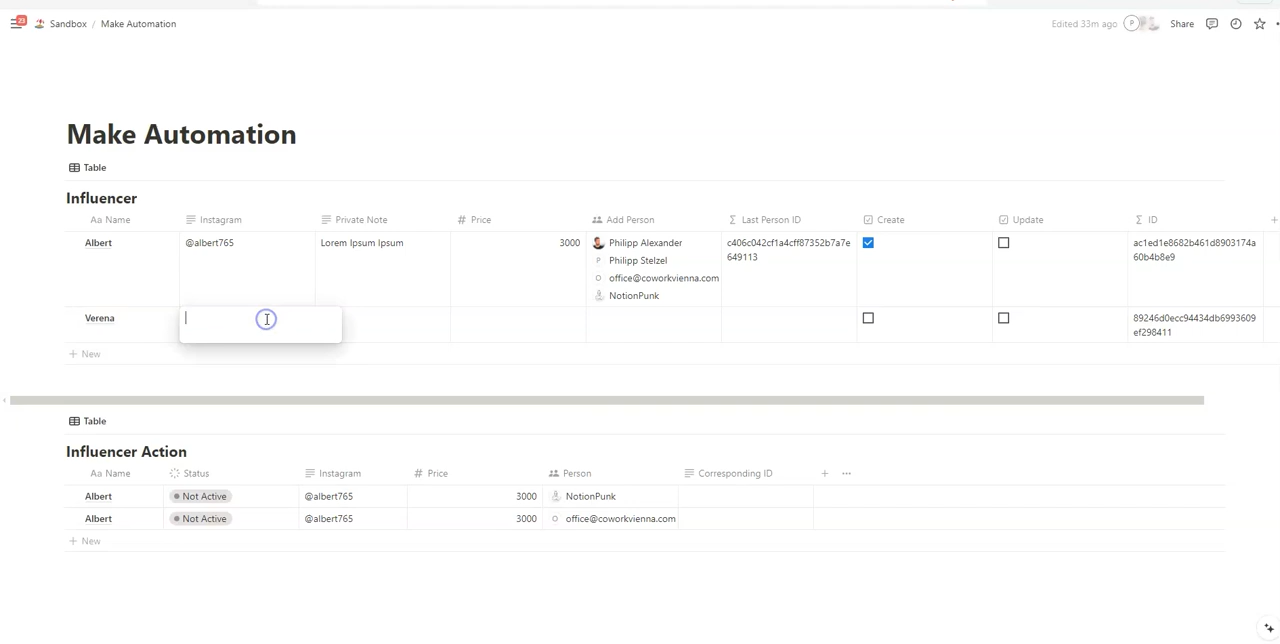 23 Sandbox / Make Automation Edited 33m ago P Share
Make Automation
Table
Influencer
Aa Name Instagram Private Note # Price Add Person Σ Last Person ID Create Update Σ ID +
Albert @albert765 Lorem Ipsum Ipsum 3000 Philipp Alexander c406c042cf1a4cff87352b7a7e ac1ed1e8682b461d8903174a
P Philipp Stelzel 649113 60b4b8e9
O office@coworkvienna.com
NotionPunk
Verena 89246d0ecc94434db6993609
ef298411
+ New
Table
Influencer Action
Aa Name Status Instagram # Price Person Corresponding ID + ...
Albert Not Active @albert765 3000 NotionPunk
Albert Not Active @albert765 3000 O office@coworkvienna.com
+ New